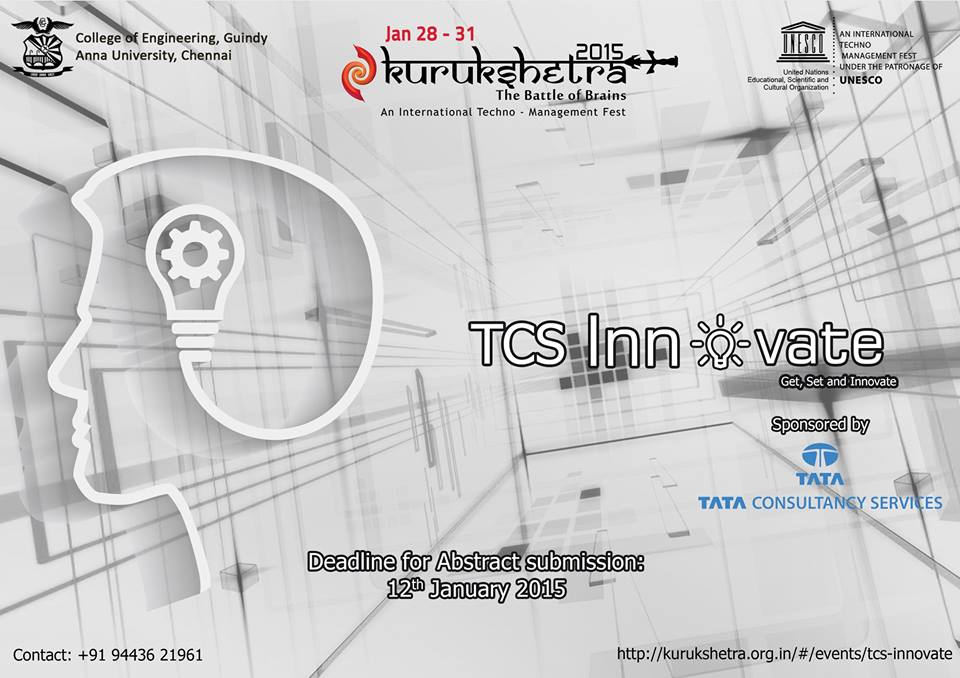 College of Engineering, Guindy
Anna University, Chennai
Jan 28 - 31
2015
kurukshetra
The Battle of Brains
An International Techno - Management Fest
UNESCO
United Nations
Educational, Scientific and
Cultural Organization
AN INTERNATIONAL
TECHNO
MANAGEMENT FEST
UNDER THE PATRONAGE OF
UNESCO
TCS Innovate
Get, Set and Innovate
Sponsored by
TATA
TATA CONSULTANCY SERVICES
Deadline for Abstract submission:
12th January 2015
Contact: +91 94436 21961
http://kurukshetra.org.in/#/events/tcs-innovate